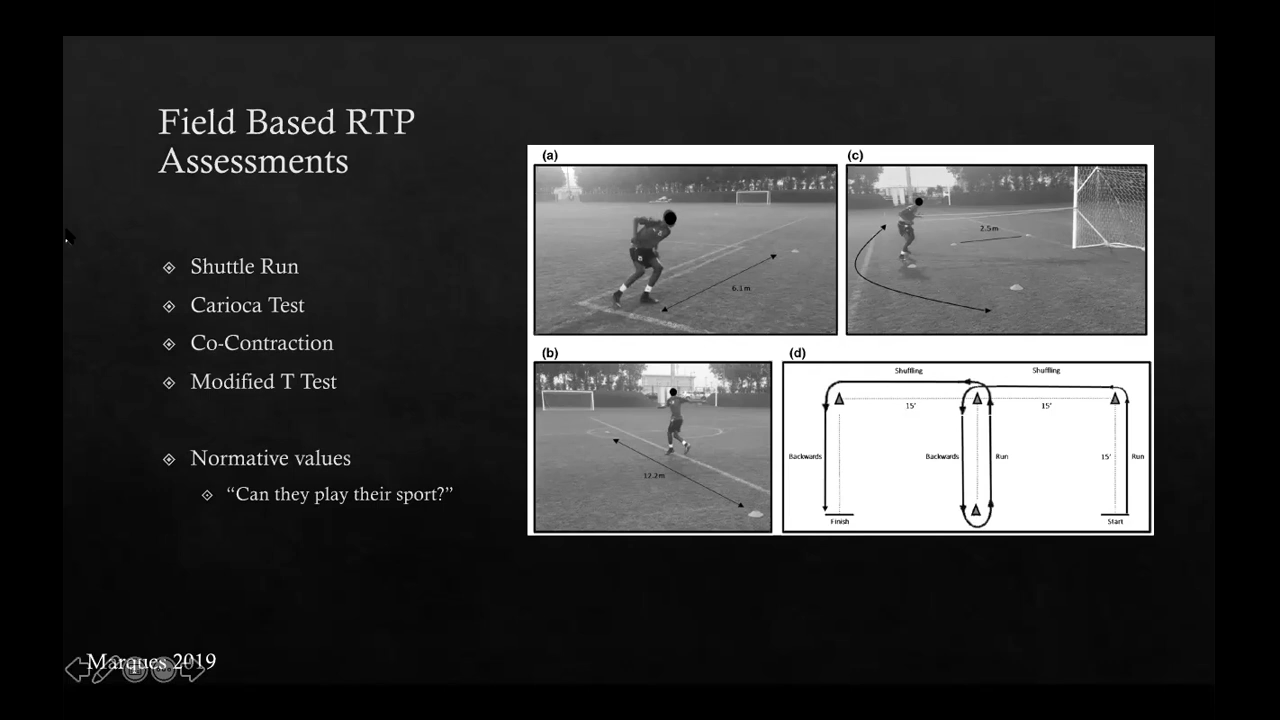 Field Based RTP
Assessments
Shuttle Run
Carioca Test
Co-Contraction
Modified T Test
Normative values
“Can they play their sport?”
(a)
6.1m
(c)
2.5m
(b)
12.2m
(d)
Shuffling
Shuffling
15'
15'
Backwards
Backwards
Run
15'
Run
Finish
Start
Marques 2019